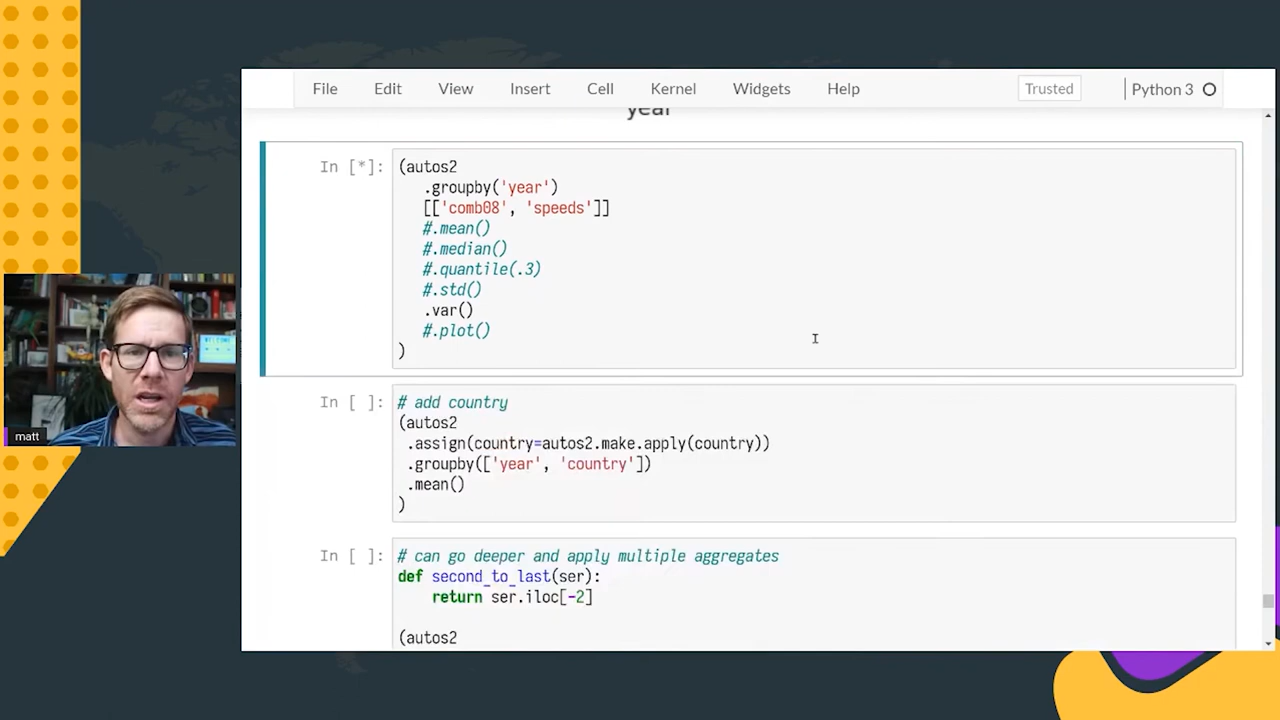 File Edit View Insert Cell Kernel Widgets Help Trusted Python 3
year
In [*]:
(autos2
.groupby('year')
[['comb08', 'speeds']]
#.mean()
#.median()
#.quantile(.3)
#.std()
.var()
#.plot()
)
In [ ]:
# add country
(autos2
.assign(country=autos2.make.apply(country))
.groupby(['year', 'country'])
.mean()
)
In [ ]:
# can go deeper and apply multiple aggregates
def second_to_last(ser):
return ser.iloc[-2]
(autos2
matt